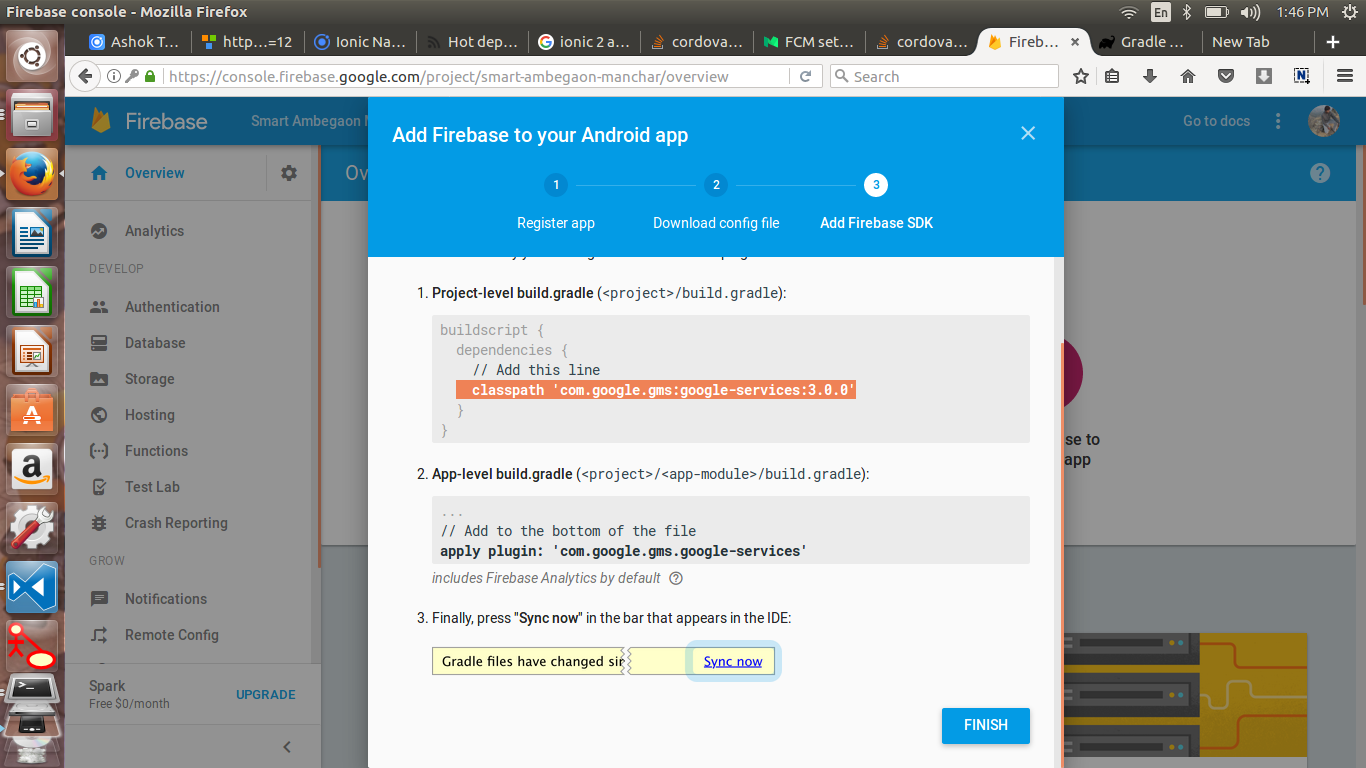 Firebase console - Mozilla Firefox
En
1:46 PM
Ashok T...
http...=12
Ionic Na...
Hot dep...
ionic 2 a...
cordova...
FCM set...
cordova...
Fireb...
Gradle ...
New Tab
https://console.firebase.google.com/project/smart-ambegaon-manchar/overview
Search
Firebase
Smart Ambegaon
Go to docs
Overview
Analytics
DEVELOP
Authentication
Database
Storage
Hosting
Functions
Test Lab
Crash Reporting
GROW
Notifications
Remote Config
Spark
Free $0/month
UPGRADE
Add Firebase to your Android app
1
2
3
Register app
Download config file
Add Firebase SDK
1. Project-level build.gradle (<project>/build.gradle):
buildscript {
dependencies {
// Add this line
classpath 'com.google.gms:google-services:3.0.0'
}
}
2. App-level build.gradle (<project>/<app-module>/build.gradle):
...
// Add to the bottom of the file
apply plugin: 'com.google.gms.google-services'
includes Firebase Analytics by default
3. Finally, press "Sync now" in the bar that appears in the IDE:
Gradle files have changed sin
Sync now
FINISH
se to
app